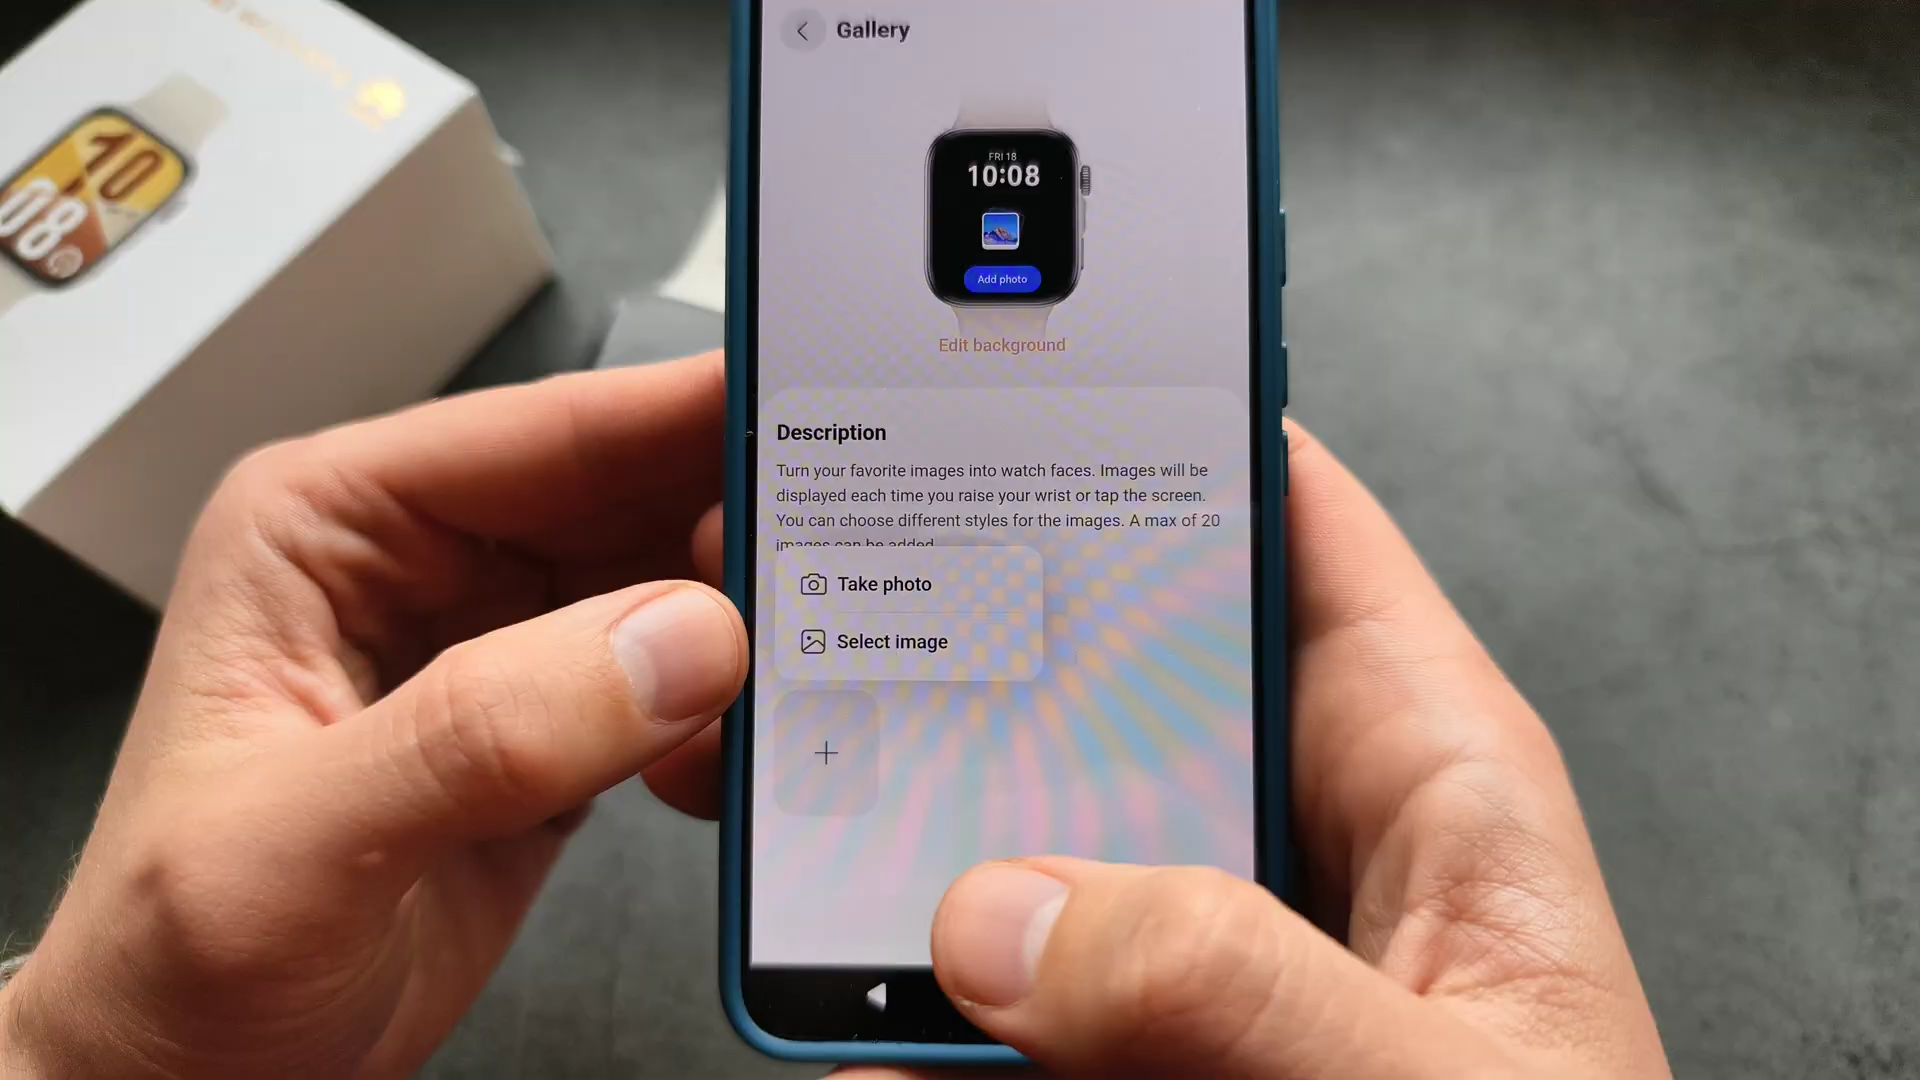 Gallery
FRI 18
10:08
Add photo
Edit background
Description
Turn your favorite images into watch faces. Images will be
displayed each time you raise your wrist or tap the screen.
You can choose different styles for the images. A max of 20
images can be added
Take photo
Select image
10
08